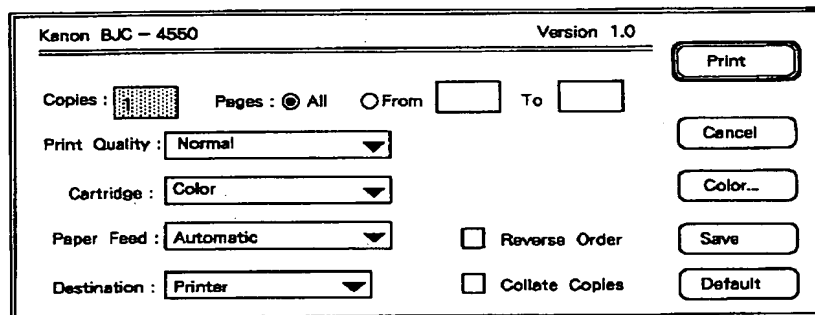 Kanon BJC - 4550 Version 1.0
Print
Copies : 1 Pages : All From To
Print Quality : Normal
Cancel
Cartridge : Color
Color...
Paper Feed : Automatic
Reverse Order
Save
Destination : Printer
Collate Copies
Default